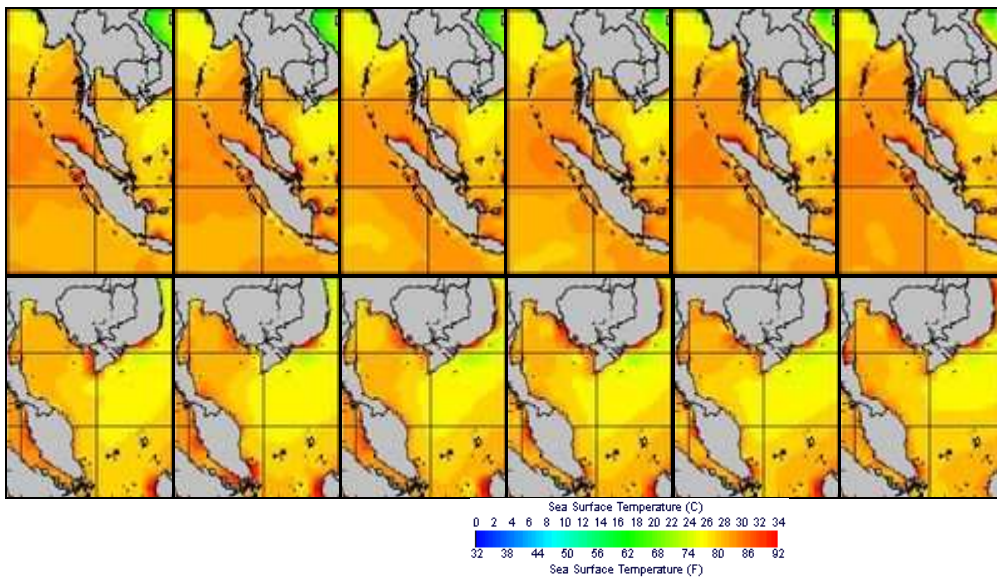 Sea Surface Temperature (C)
0 2 4 6 8 10 12 14 16 18 20 22 24 26 28 30 32 34
32 38 44 50 56 62 68 74 80 86 92
Sea Surface Temperature (F)